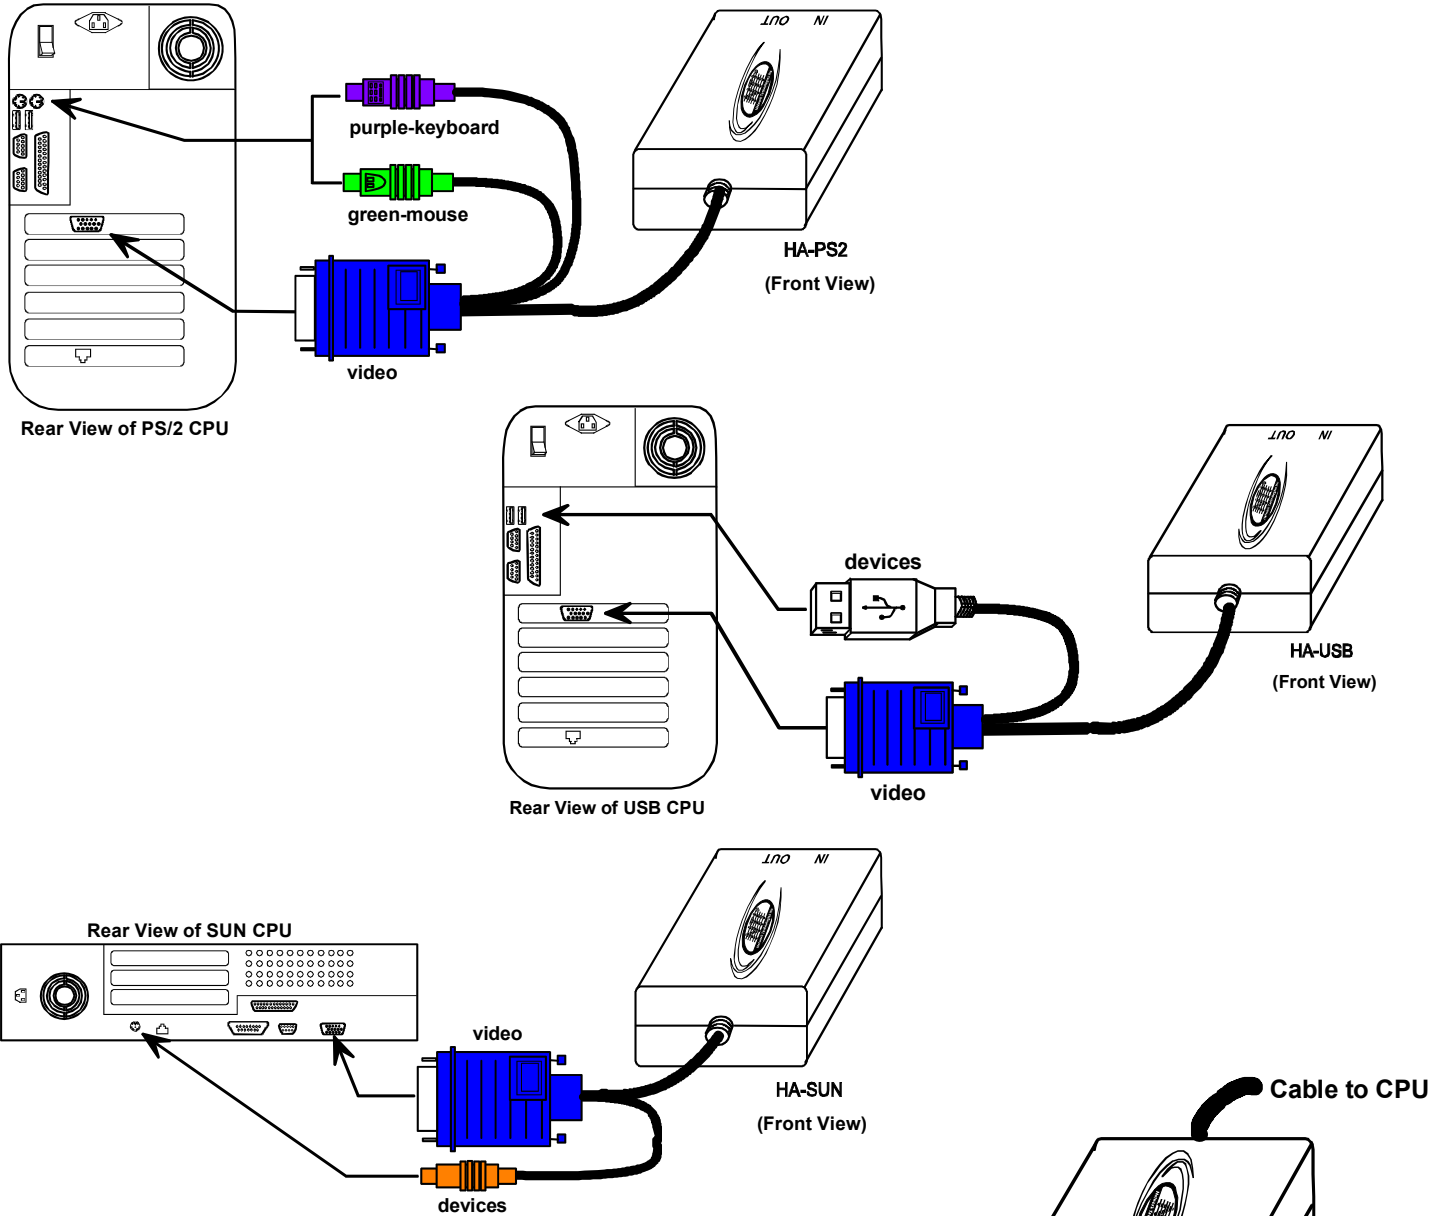 OUT IN
purple-keyboard
green-mouse
HA-PS2
(Front View)
video
Rear View of PS/2 CPU
OUT IN
devices
HA-USB
(Front View)
video
Rear View of USB CPU
OUT IN
Rear View of SUN CPU
video
HA-SUN
(Front View)
devices
Cable to CPU